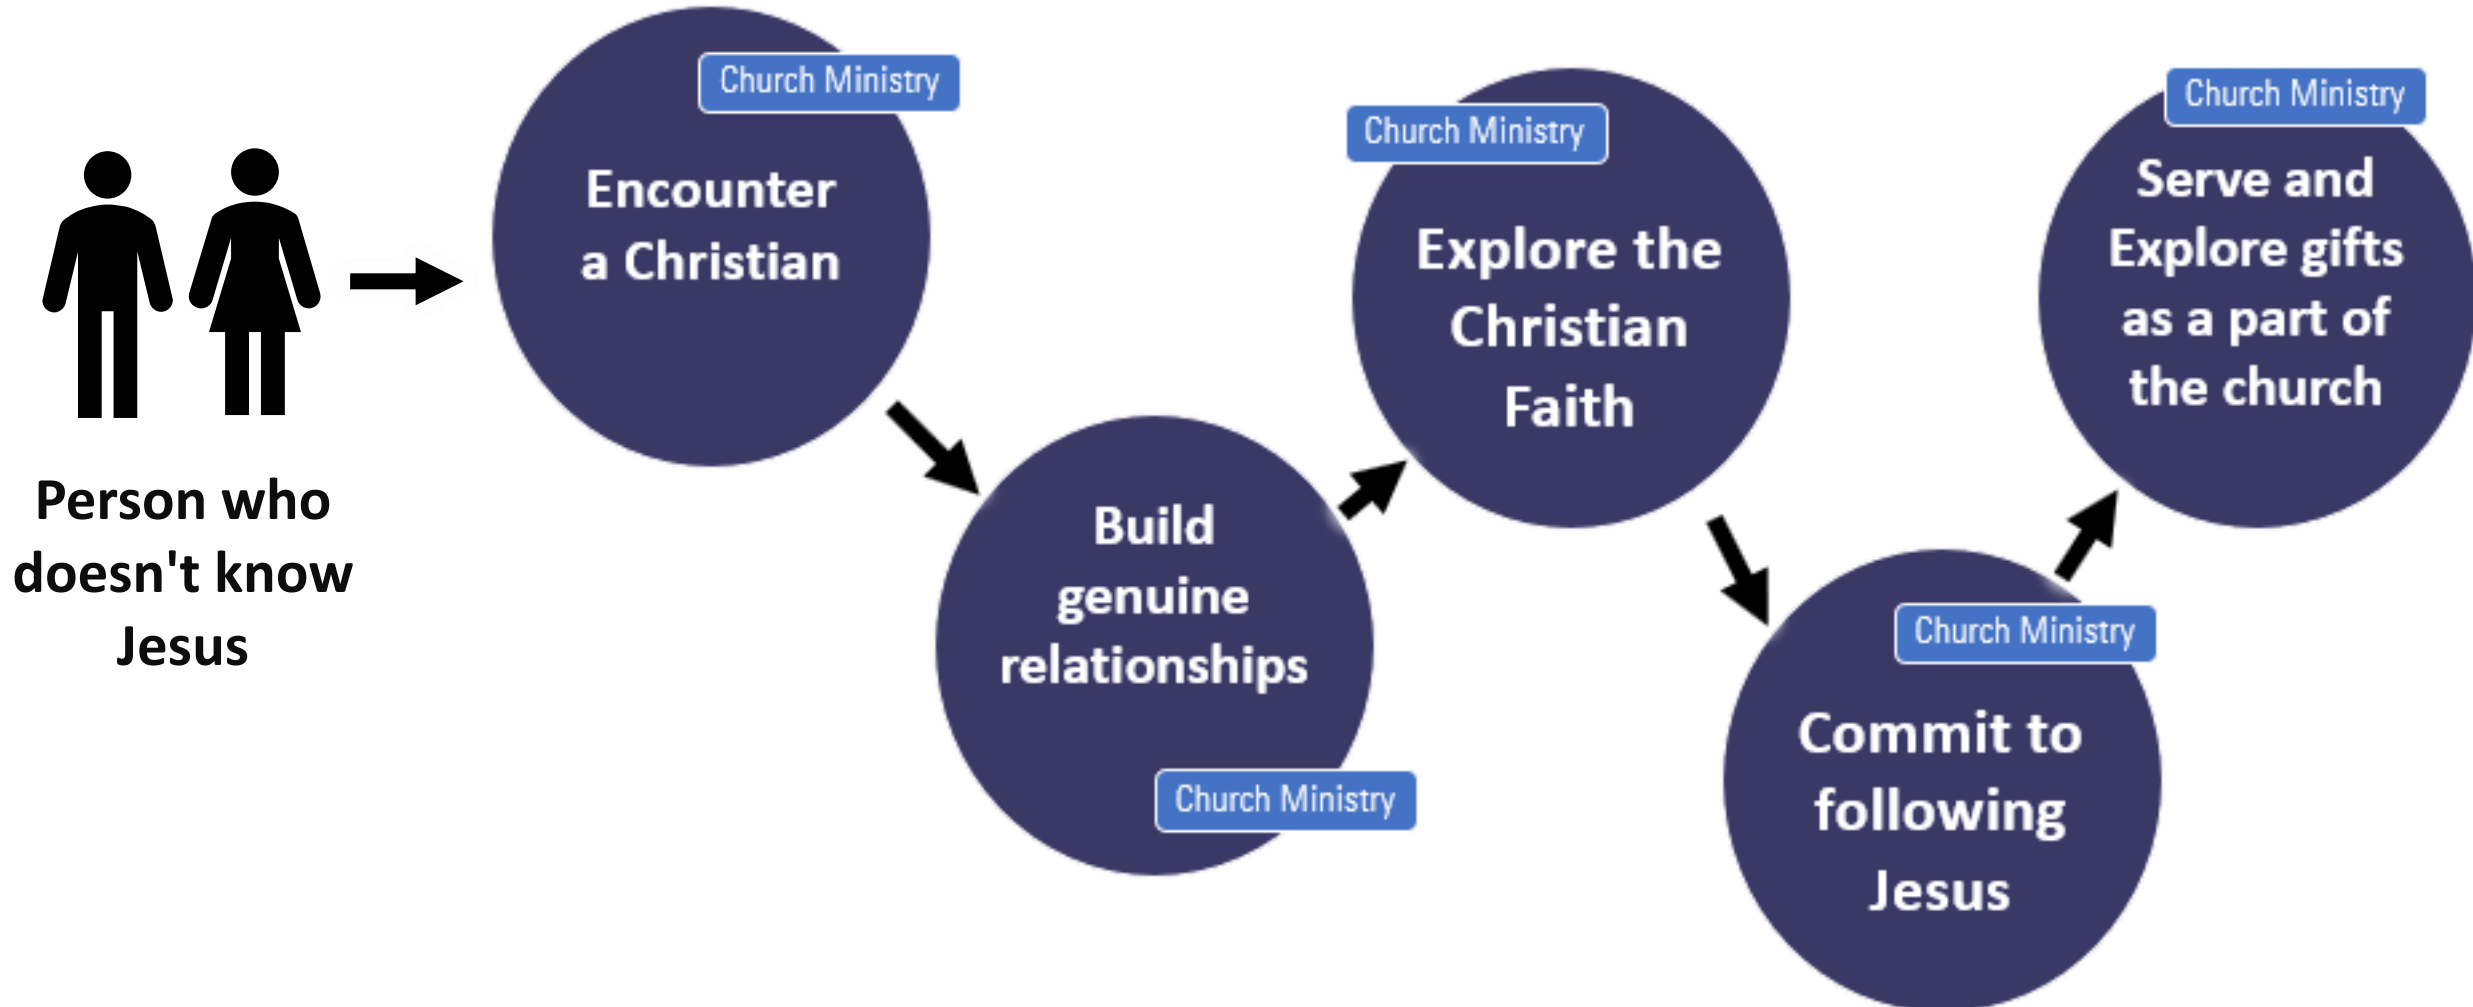 Person who
doesn't know
Jesus
Church Ministry
Encounter
a Christian
Build
genuine
relationships
Church Ministry
Church Ministry
Explore the
Christian
Faith
Church Ministry
Commit to
following
Jesus
Church Ministry
Serve and
Explore gifts
as a part of
the church